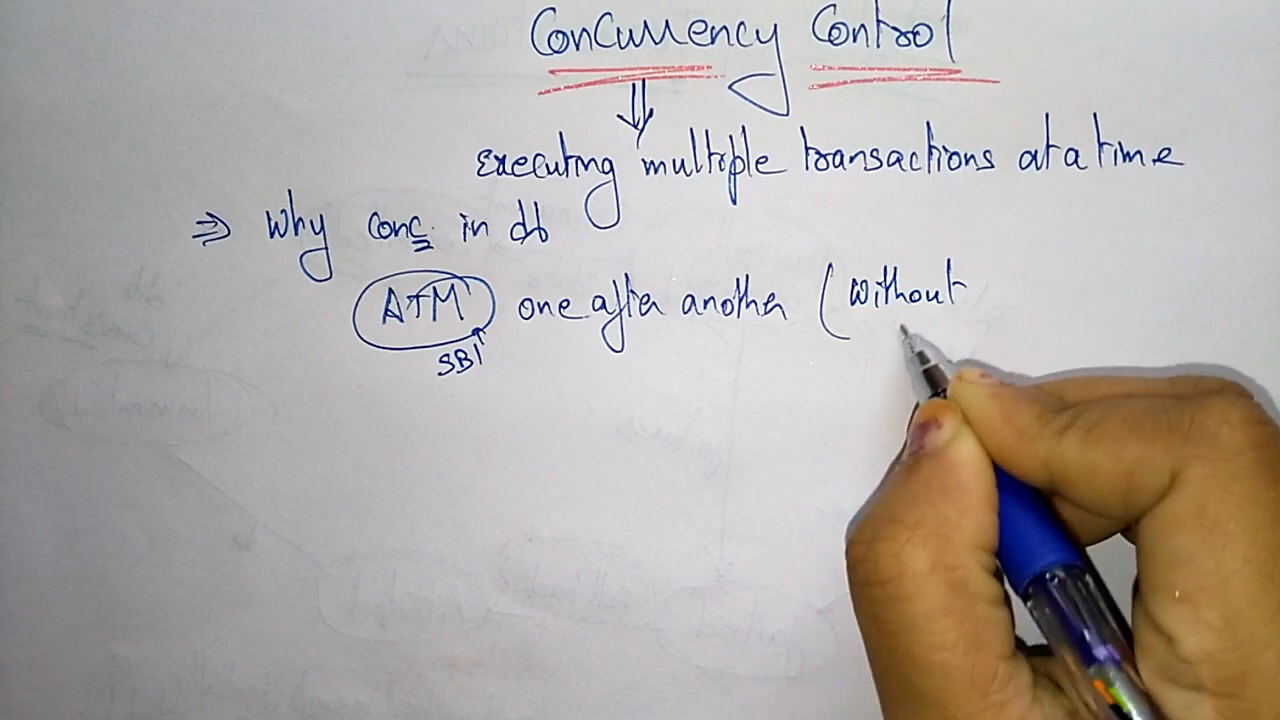 Concurrency Control
Executing multiple transactions at a time
⇒ Why conc in db
ATM one after another (without
SBI